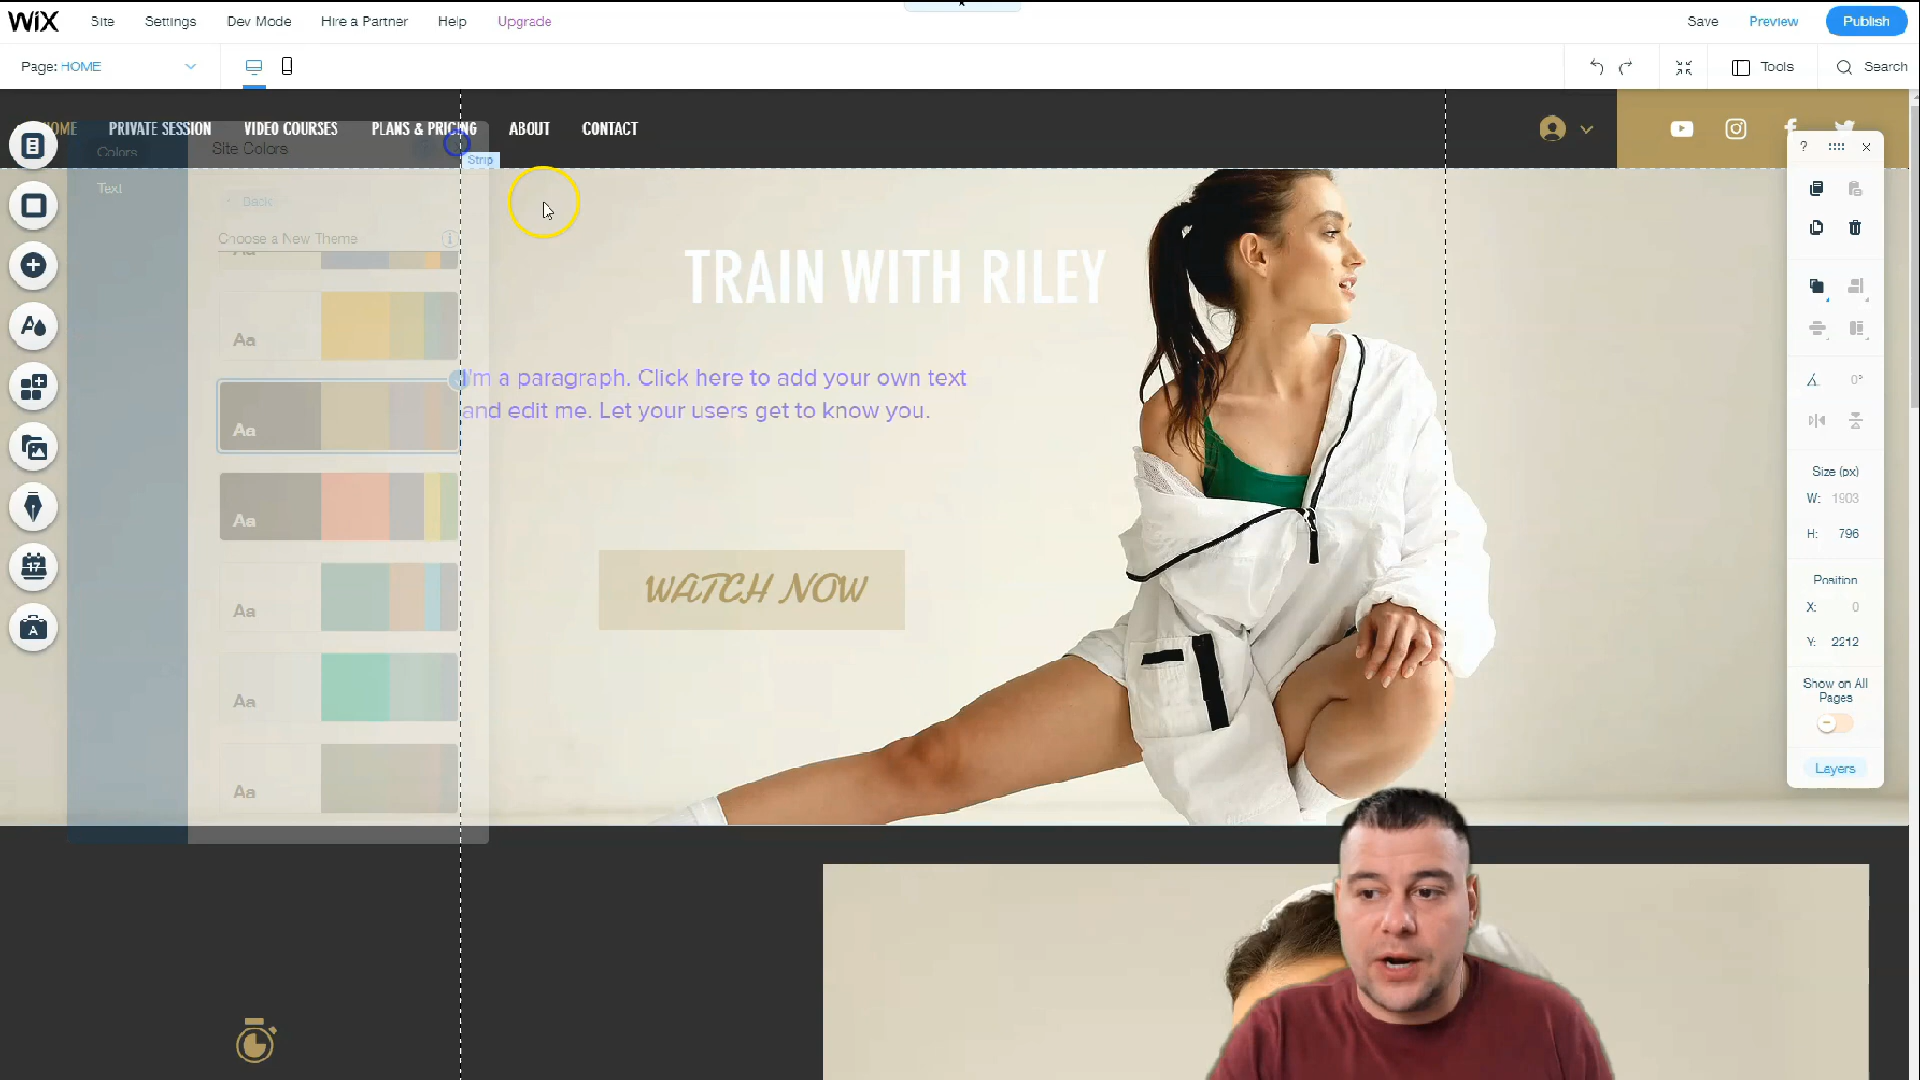 WiX Site Settings Dev Mode Hire a Partner Help Upgrade Save Preview Publish
Page: HOME Tools Search
HOME PRIVATE SESSION VIDEO COURSES PLANS & PRICING ABOUT CONTACT
Colors
Site Colors
Strip
Text
Back
Choose a New Theme
Aa
Aa
Aa
Aa
Aa
Aa
Aa
TRAIN WITH RILEY
I'm a paragraph. Click here to add your own text
and edit me. Let your users get to know you.
WATCH NOW
17
A
?
0°
Size (px)
W: 1903
H: 796
Position
X: 0
Y: 2212
Show on All
Pages
Layers